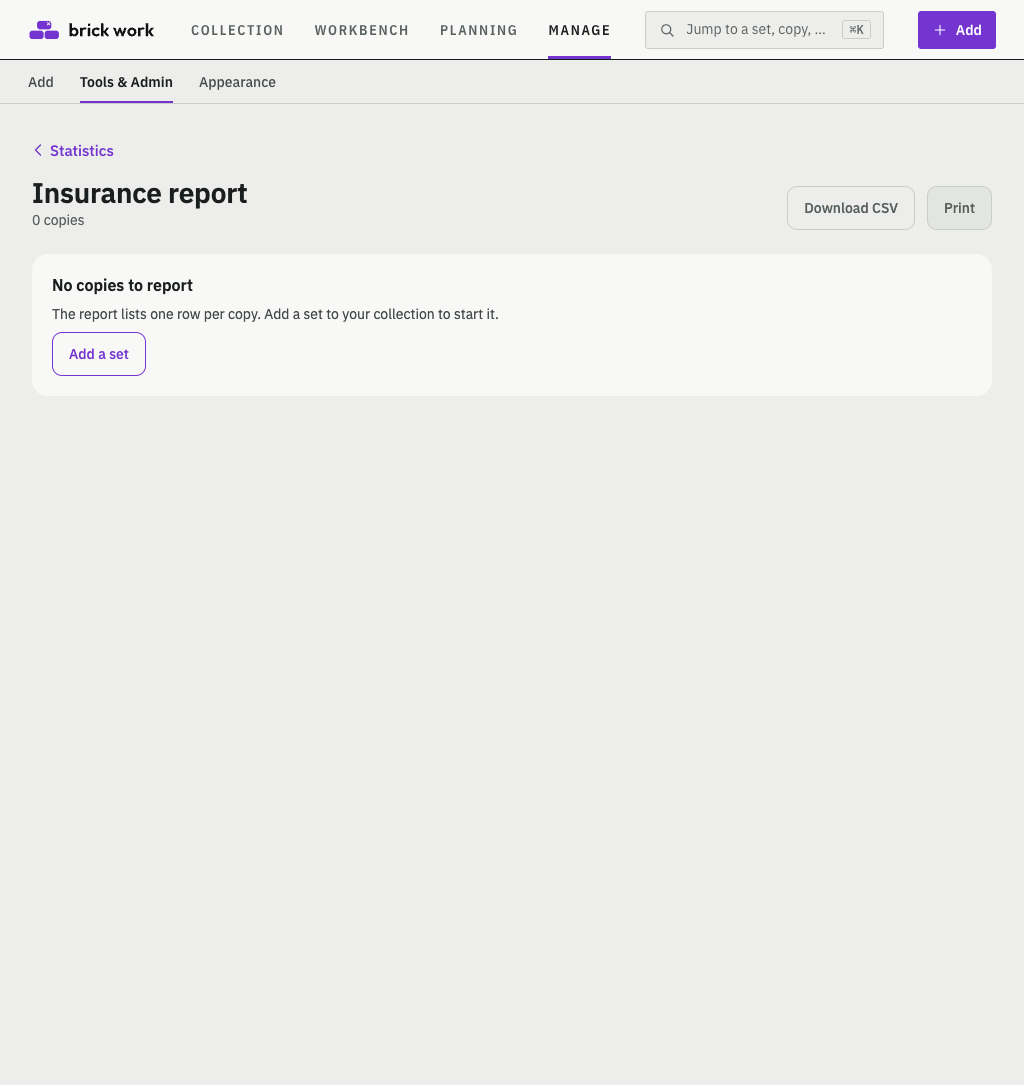 brick work
COLLECTION WORKBENCH PLANNING MANAGE
Jump to a set, copy, ... ⌘K
Add
Add Tools & Admin Appearance
Statistics
Insurance report
0 copies
Download CSV Print
No copies to report
The report lists one row per copy. Add a set to your collection to start it.
Add a set